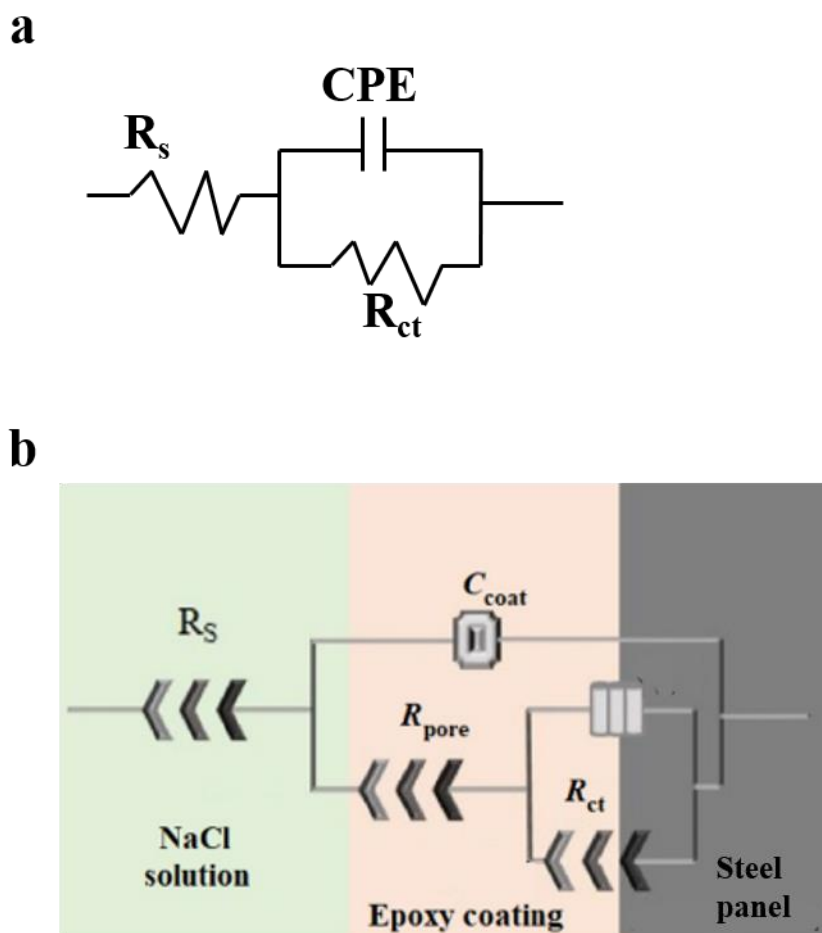 a
CPE
Rs
Rct
b
Ccoat
RS
Rpore
Rct
NaCl
solution
Epoxy coating
Steel
panel